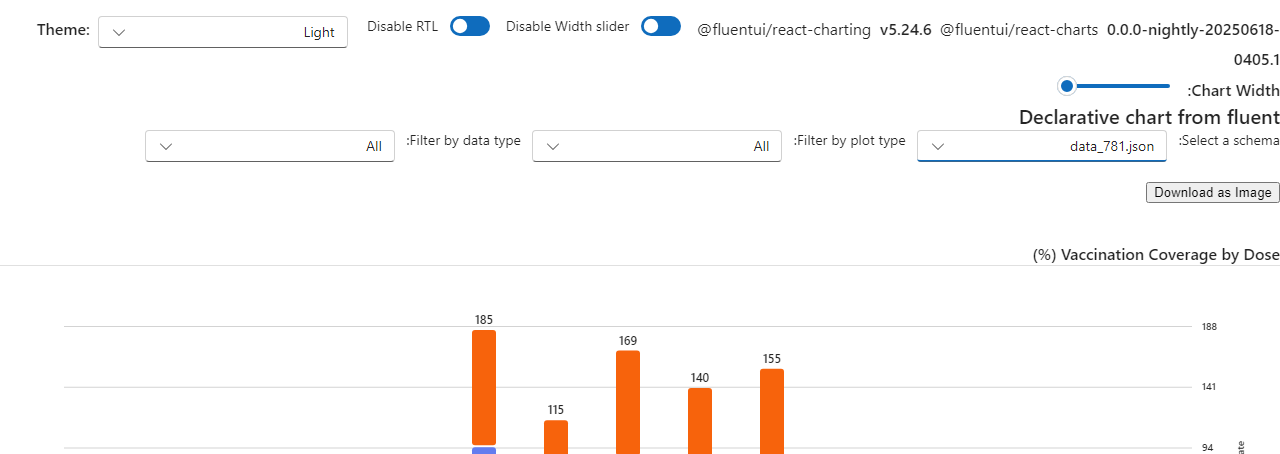 Theme: Light Disable RTL Disable Width slider @fluentui/react-charting v5.24.6 @fluentui/react-charts 0.0.0-nightly-20250618-
0405.1
:Chart Width
Declarative chart from fluent
:Select a schema data_781.json :Filter by plot type All :Filter by data type All
Download as Image
(%) Vaccination Coverage by Dose
185
188
169
155
140
141
115
94